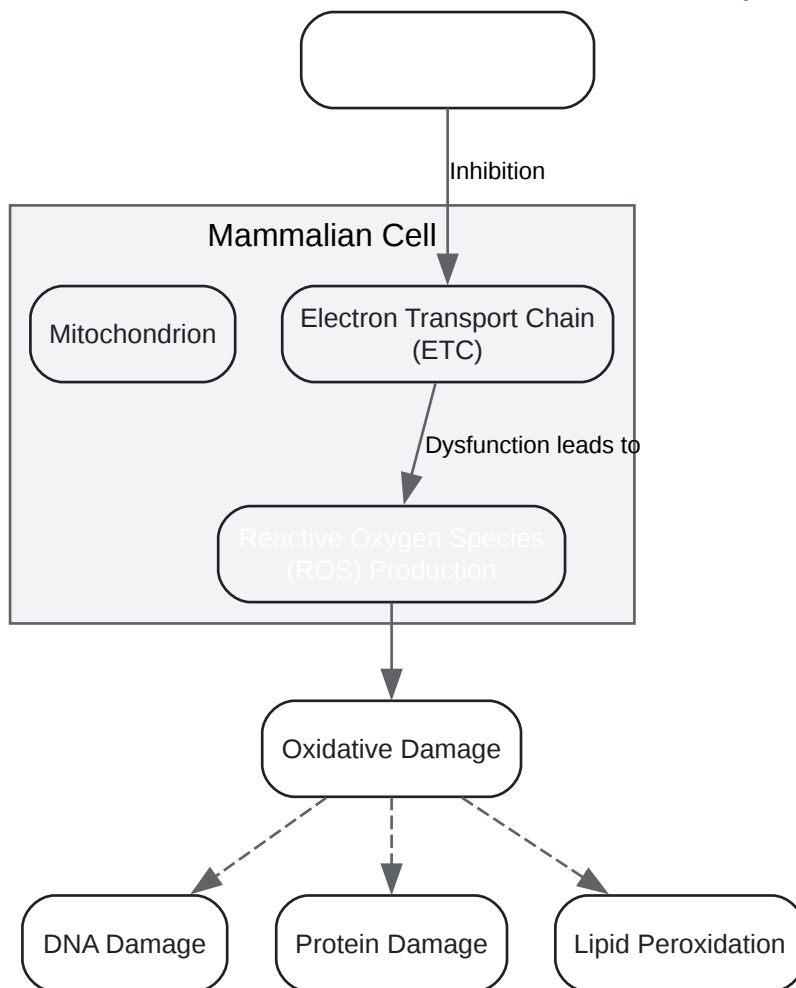 Inhibition
Mammalian Cell
Mitochondrion
Electron Transport Chain
(ETC)
Dysfunction leads to
Reactive Oxygen Species
(ROS) Production
Oxidative Damage
DNA Damage
Protein Damage
Lipid Peroxidation